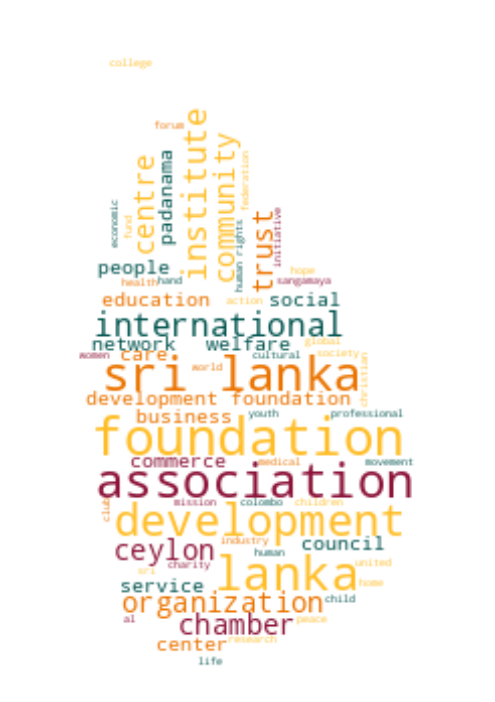 college
forum
institute
community
centre
padanama
federation
economic
fund
human rights
trust
initiative
people
hope
health
hand
sangamaya
education
action
social
international
network
welfare
global
women
care
cultural
society
christian
world
sri lanka
development foundation
business
youth
professional
foundation
commerce
medical
movement
association
club
mission
colombo
children
development
industry
ceylon
human
council
charity
united
sri
lanka
service
home
organization
child
al
chamber
peace
center
research
life